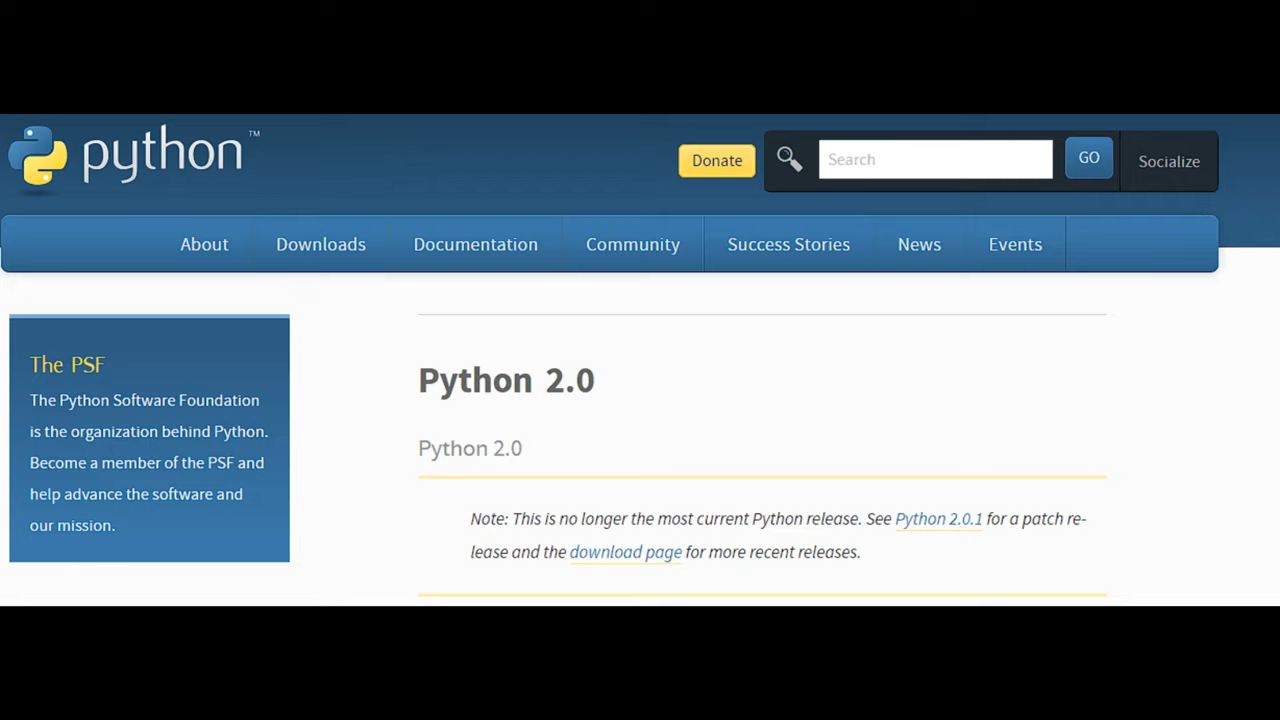 python™
Donate
Search
GO
Socialize
About
Downloads
Documentation
Community
Success Stories
News
Events
The PSF
The Python Software Foundation
is the organization behind Python.
Become a member of the PSF and
help advance the software and
our mission.
Python 2.0
Python 2.0
Note: This is no longer the most current Python release. See Python 2.0.1 for a patch re-
lease and the download page for more recent releases.